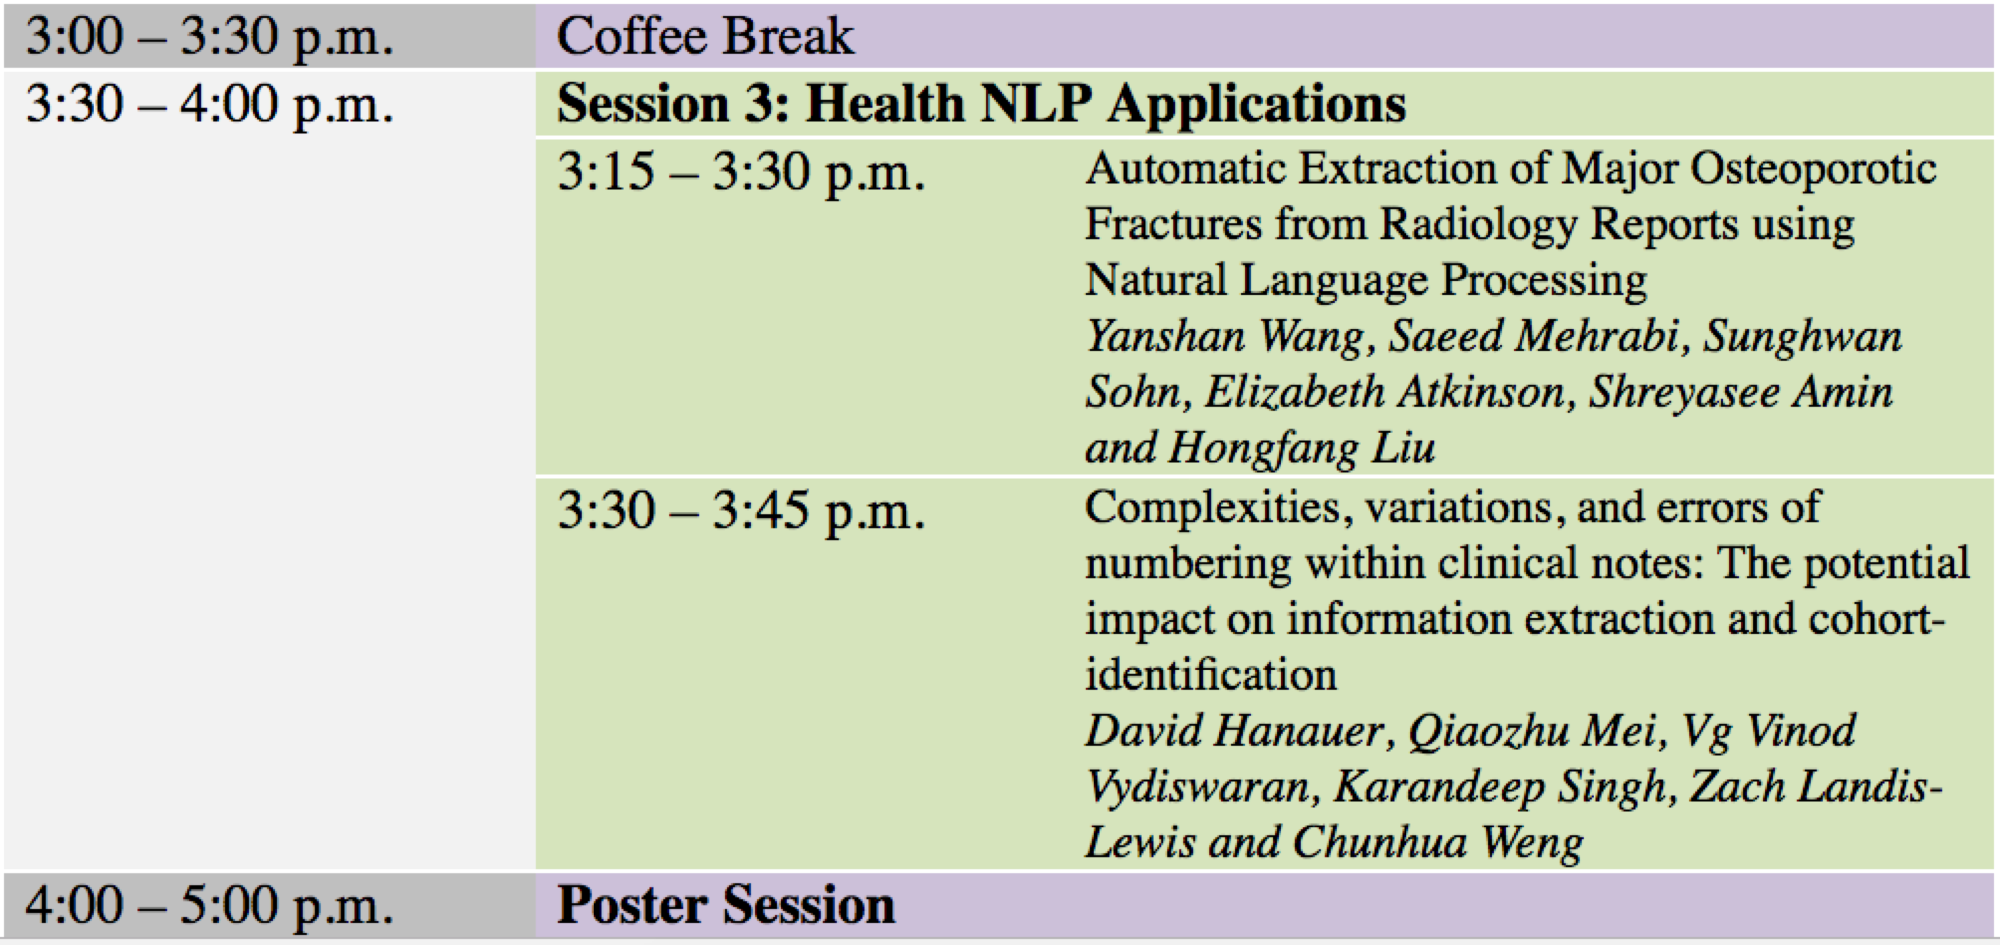 3:00 – 3:30 p.m. Coffee Break
3:30 – 4:00 p.m. Session 3: Health NLP Applications
3:15 – 3:30 p.m. Automatic Extraction of Major Osteoporotic
Fractures from Radiology Reports using
Natural Language Processing
Yanshan Wang, Saeed Mehrabi, Sunghwan
Sohn, Elizabeth Atkinson, Shreyasee Amin
and Hongfang Liu
3:30 – 3:45 p.m. Complexities, variations, and errors of
numbering within clinical notes: The potential
impact on information extraction and cohort-
identification
David Hanauer, Qiaozhu Mei, Vg Vinod
Vydiswaran, Karandeep Singh, Zach Landis-
Lewis and Chunhua Weng
4:00 – 5:00 p.m. Poster Session